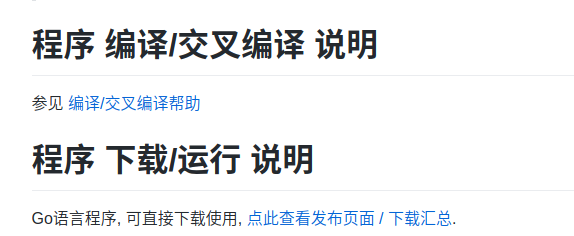 程序 编译/交叉编译 说明
参见 编译/交叉编译帮助
程序 下载/运行 说明
Go语言程序, 可直接下载使用, 点此查看发布页面 / 下载汇总.